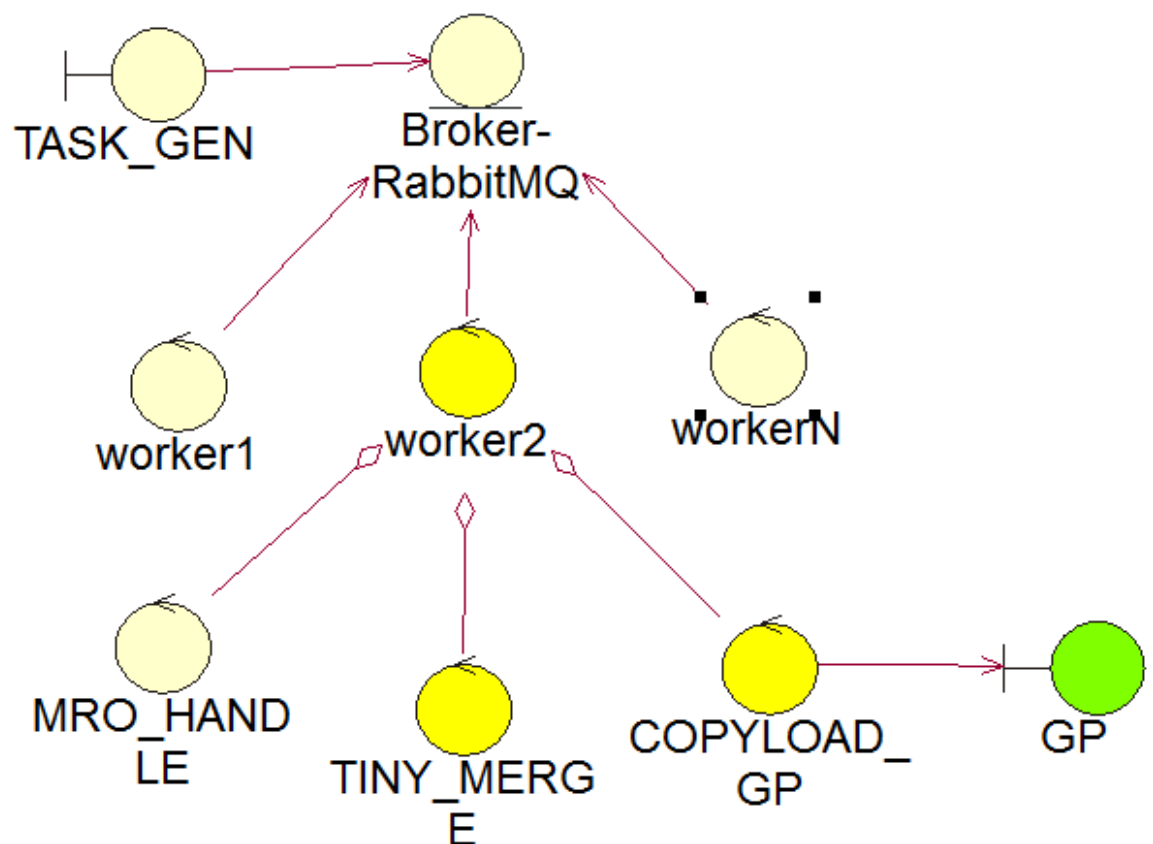 TASK_GEN
Broker-
RabbitMQ
worker1
worker2
workerN
MRO_HAND
LE
TINY_MERG
E
COPYLOAD_
GP
GP